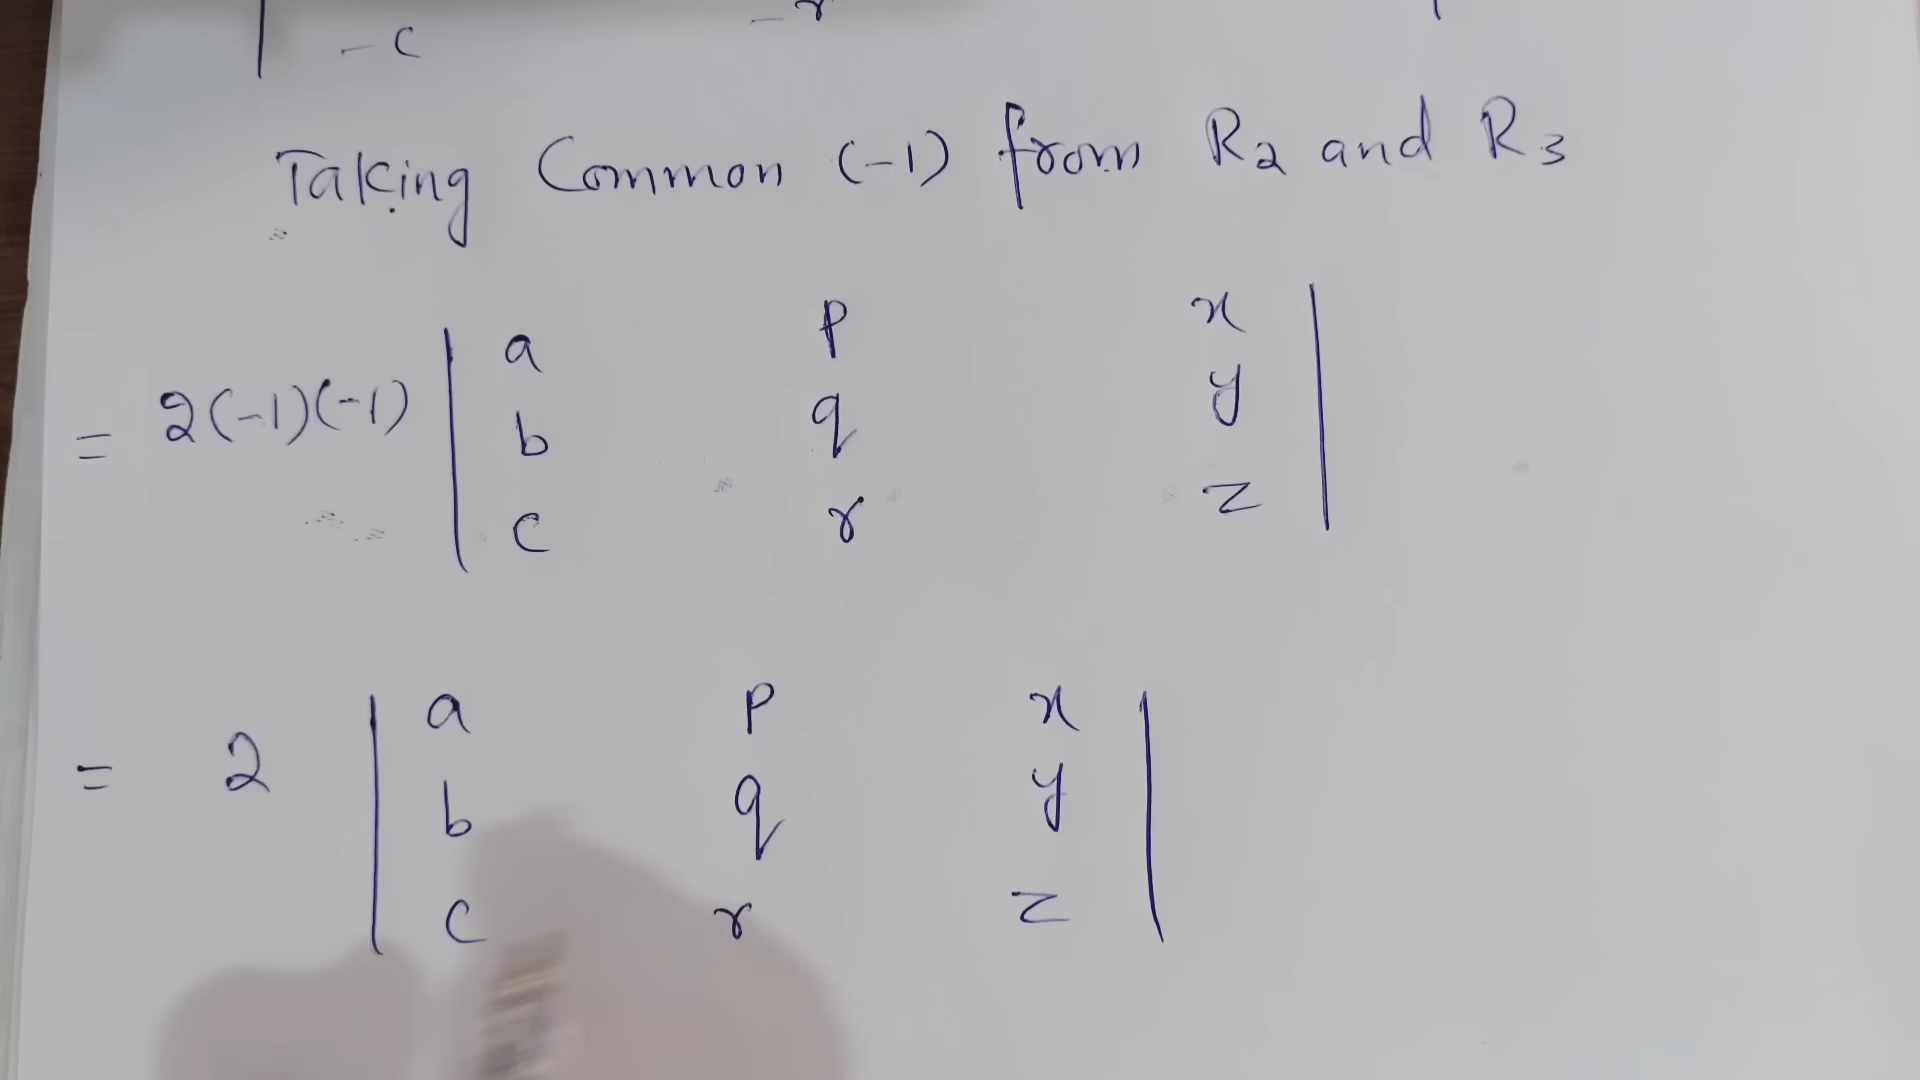 - c - r
Taking Common (-1) from R2 and R3
a p x
= 2(-1)(-1) b q y
c r z
a p x
= 2 b q y
c r z